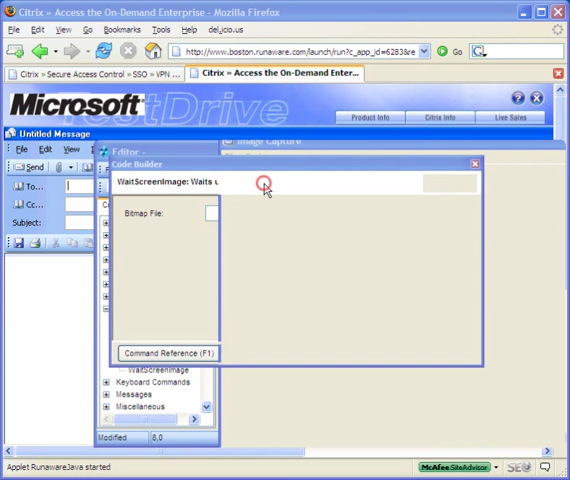 Citrix » Access the On-Demand Enterprise - Mozilla Firefox
File Edit View Go Bookmarks Tools Help del.icio.us
http://www.boston.runaware.com/launch/run?c_app_id=6283&re
Go
Citrix » Secure Access Control » SSO » VPN ...
Citrix » Access the On-Demand Enter...
Microsoft
TestDrive
Product Info
Citrix Info
Live Sales
Untitled Message
File Edit View
Editor -
Image Capture
Code Builder
Send
WaitScreenImage: Waits u
To...
Cc...
Subject:
Bitmap File:
Command Reference (F1)
WaitScreenImage
Keyboard Commands
Messages
Miscellaneous
Modified
8,0
Applet RunawareJava started
McAfee SiteAdvisor